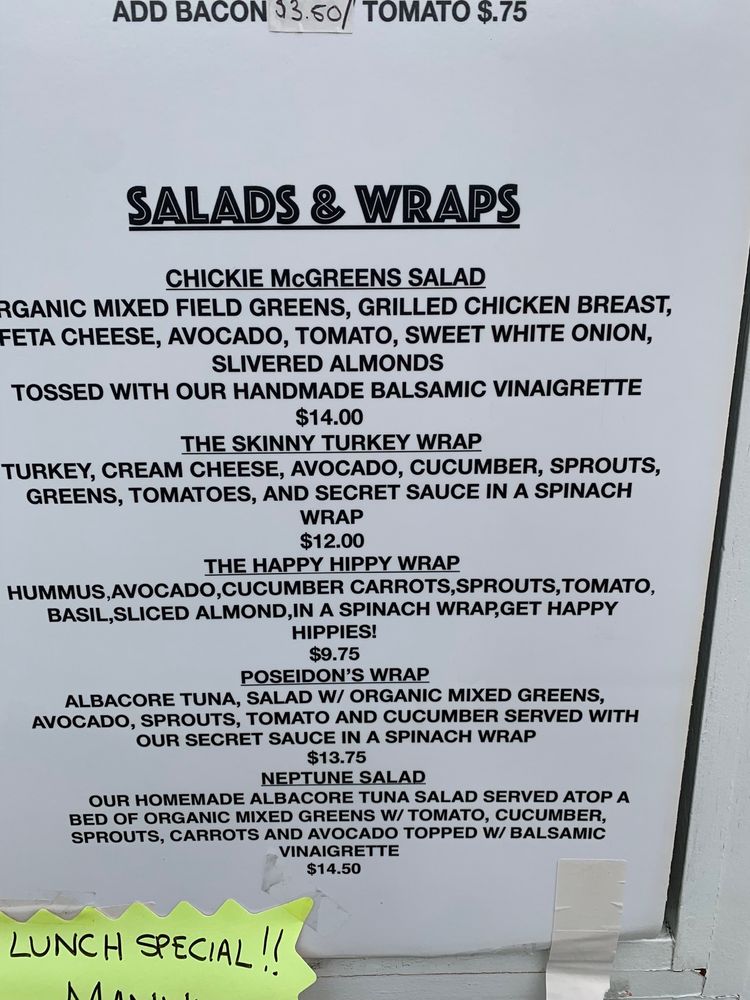 ADD BACON $3.50/ TOMATO $.75
SALADS & WRAPS
CHICKIE McGREENS SALAD
RGANIC MIXED FIELD GREENS, GRILLED CHICKEN BREAST,
FETA CHEESE, AVOCADO, TOMATO, SWEET WHITE ONION,
SLIVERED ALMONDS
TOSSED WITH OUR HANDMADE BALSAMIC VINAIGRETTE
$14.00
THE SKINNY TURKEY WRAP
TURKEY, CREAM CHEESE, AVOCADO, CUCUMBER, SPROUTS,
GREENS, TOMATOES, AND SECRET SAUCE IN A SPINACH
WRAP
$12.00
THE HAPPY HIPPY WRAP
HUMMUS,AVOCADO,CUCUMBER CARROTS,SPROUTS,TOMATO,
BASIL,SLICED ALMOND,IN A SPINACH WRAP,GET HAPPY
HIPPIES!
$9.75
POSEIDON'S WRAP
ALBACORE TUNA, SALAD W/ ORGANIC MIXED GREENS,
AVOCADO, SPROUTS, TOMATO AND CUCUMBER SERVED WITH
OUR SECRET SAUCE IN A SPINACH WRAP
$13.75
NEPTUNE SALAD
OUR HOMEMADE ALBACORE TUNA SALAD SERVED ATOP A
BED OF ORGANIC MIXED GREENS W/ TOMATO, CUCUMBER,
SPROUTS, CARROTS AND AVOCADO TOPPED W/ BALSAMIC
VINAIGRETTE
$14.50
LUNCH SPECIAL!!